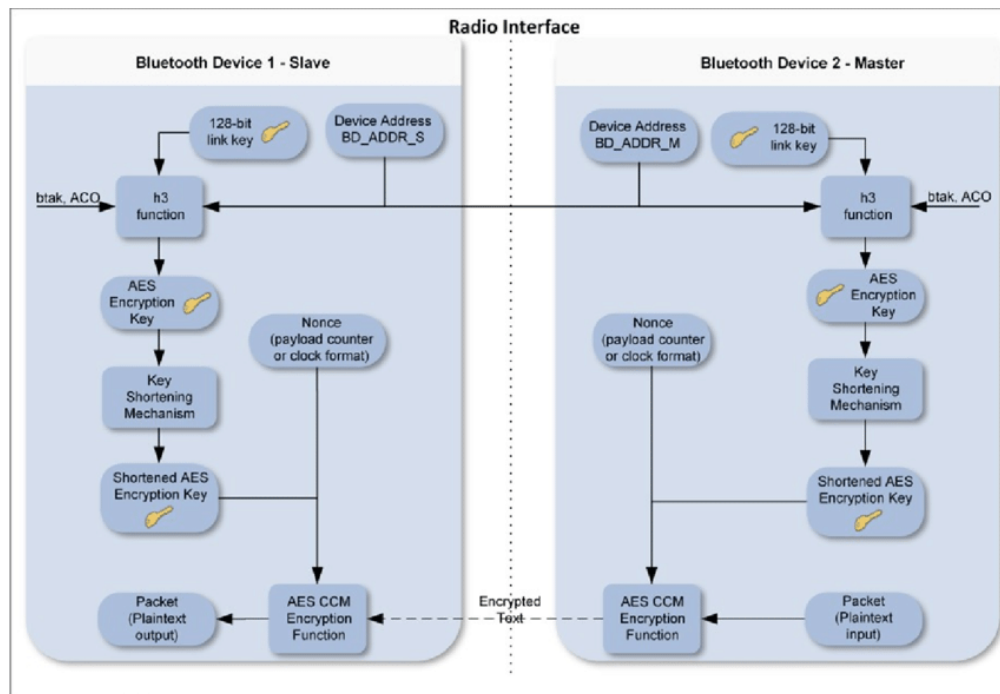 Radio Interface
Bluetooth Device 1 - Slave
128-bit
link key
Device Address
BD_ADDR_S
btak, ACO
h3
function
AES
Encryption
Key
Nonce
(payload counter
or clock format)
Key
Shortening
Mechanism
Shortened AES
Encryption Key
Packet
(Plaintext
output)
AES CCM
Encryption
Function
Encrypted
Text
Bluetooth Device 2 - Master
Device Address
BD_ADDR_M
128-bit
link key
h3
function
btak, ACO
AES
Encryption
Key
Nonce
(payload counter
or clock format)
Key
Shortening
Mechanism
Shortened AES
Encryption Key
AES CCM
Encryption
Function
Packet
(Plaintext
input)